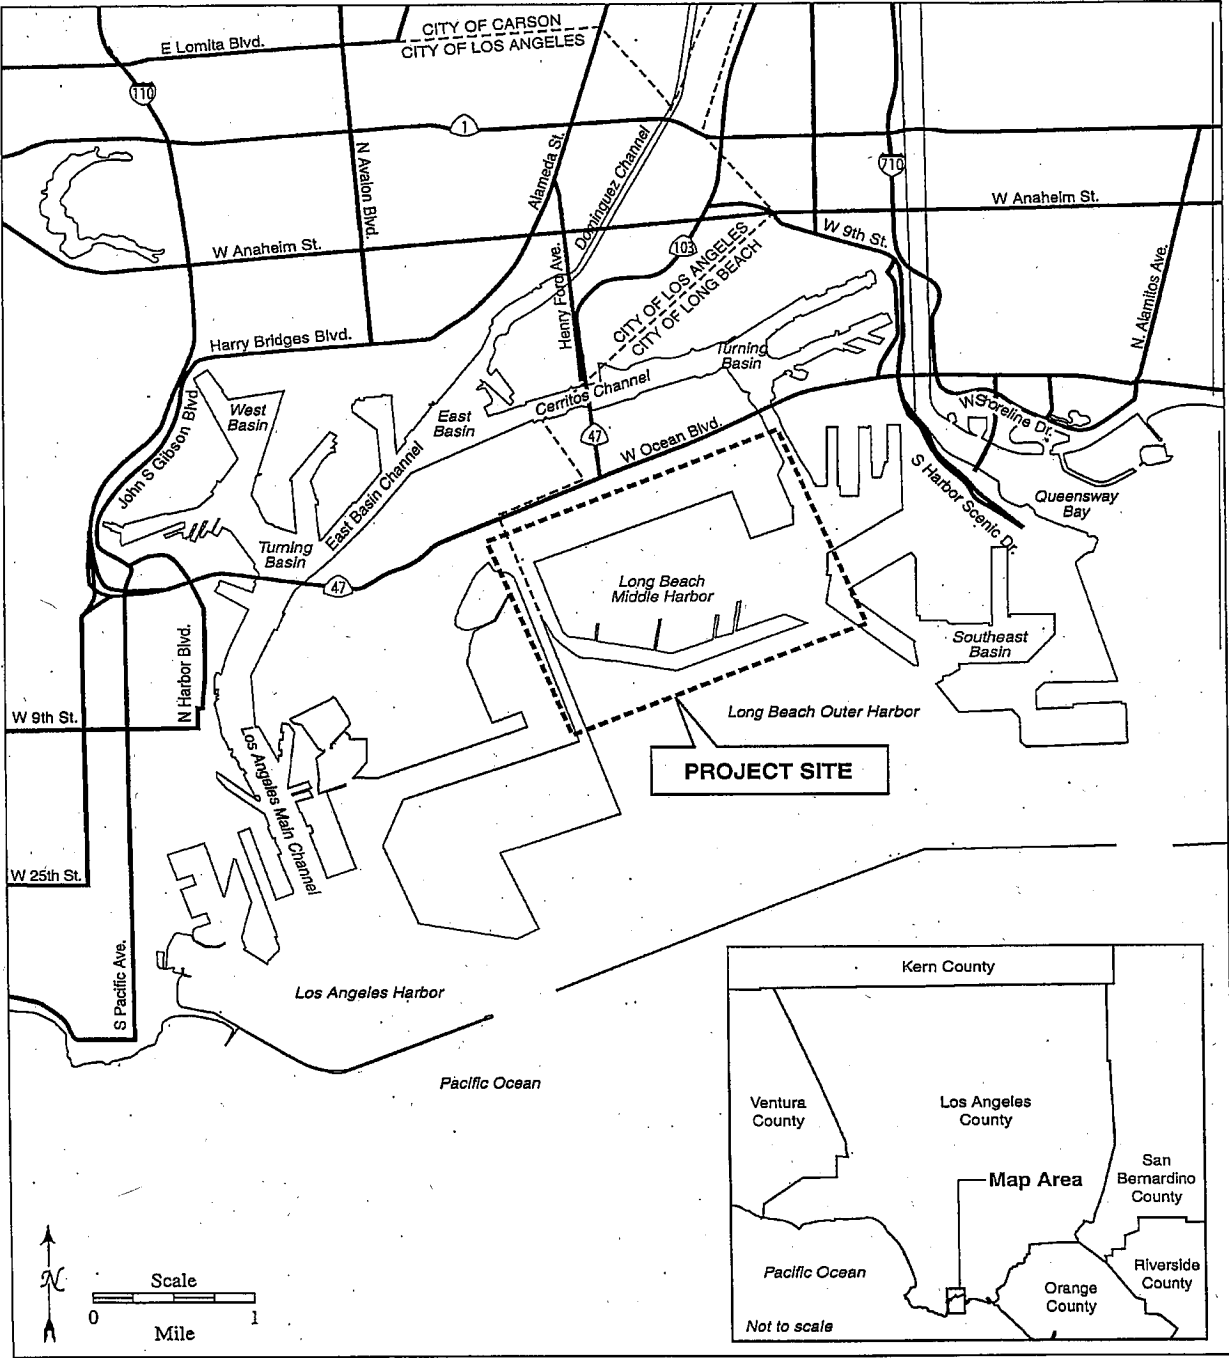 CITY OF CARSON
CITY OF LOS ANGELES
E Lomita Blvd.
110
1
N Avalon Blvd.
Alameda St.
Dominguez Channel
710
W Anaheim St.
W Anaheim St.
W 9th St.
103
CITY OF LOS ANGELES
CITY OF LONG BEACH
Henry Ford Ave.
N. Alamitos Ave.
Harry Bridges Blvd.
Turning
Basin
Cerritos Channel
West
Basin
East
Basin
John S Gibson Blvd
East Basin Channel
47
W Ocean Blvd.
W Shoreline Dr.
S Harbor Scenic Dr.
Queensway
Bay
Turning
Basin
47
Long Beach
Middle Harbor
Southeast
Basin
N Harbor Blvd.
W 9th St.
Long Beach Outer Harbor
PROJECT SITE
Los Angeles Main Channel
W 25th St.
S Pacific Ave.
Los Angeles Harbor
Pacific Ocean
Kern County
Ventura
County
Los Angeles
County
Map Area
San
Bernardino
County
Pacific Ocean
Orange
County
Riverside
County
Not to scale
N
Scale
0 1
Mile